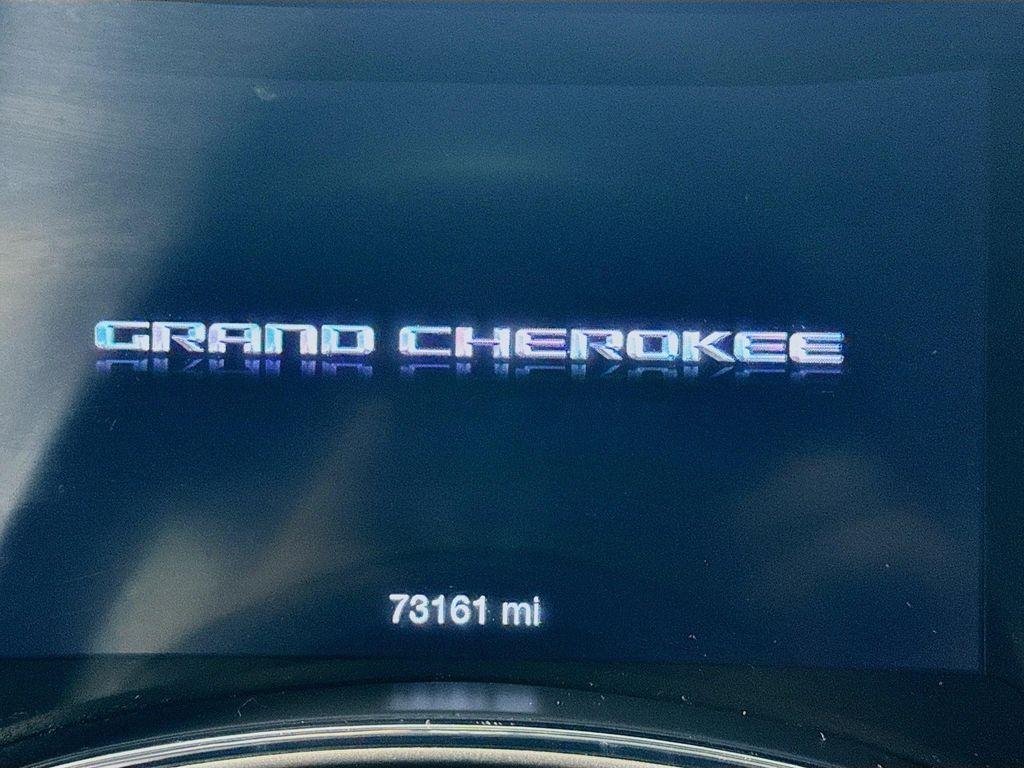 GRAND CHEROKEE
73161 mi